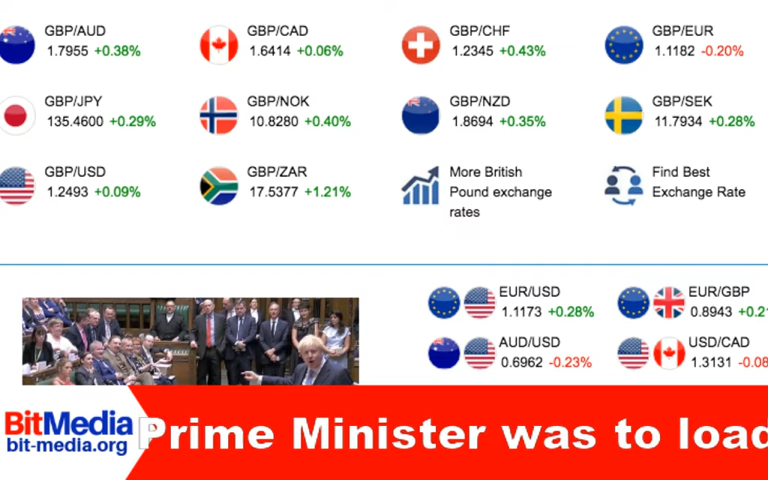 GBP/AUD
1.7955 +0.38%
GBP/CAD
1.6414 +0.06%
GBP/CHF
1.2345 +0.43%
GBP/EUR
1.1182 -0.20%
GBP/JPY
135.4600 +0.29%
GBP/NOK
10.8280 +0.40%
GBP/NZD
1.8694 +0.35%
GBP/SEK
11.7934 +0.28%
GBP/USD
1.2493 +0.09%
GBP/ZAR
17.5377 +1.21%
More British
Pound exchange
rates
Find Best
Exchange Rate
EUR/USD
1.1173 +0.28%
EUR/GBP
0.8943 +0.21
AUD/USD
0.6962 -0.23%
USD/CAD
1.3131 -0.08
BitMedia
bit-media.org
Prime Minister was to load